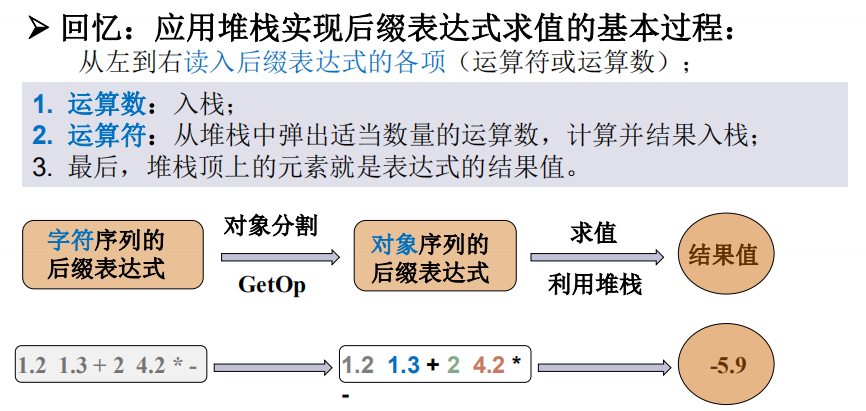 ➢ 回忆：应用堆栈实现后缀表达式求值的基本过程：
从左到右读入后缀表达式的各项（运算符或运算数）；
1. 运算数：入栈；
2. 运算符：从堆栈中弹出适当数量的运算数，计算并结果入栈；
3. 最后，堆栈顶上的元素就是表达式的结果值。
字符序列的
后缀表达式
对象分割
GetOp
对象序列的
后缀表达式
求值
利用堆栈
结果值
1.2 1.3 + 2 4.2 * -
1.2 1.3 + 2 4.2 *
-
-5.9